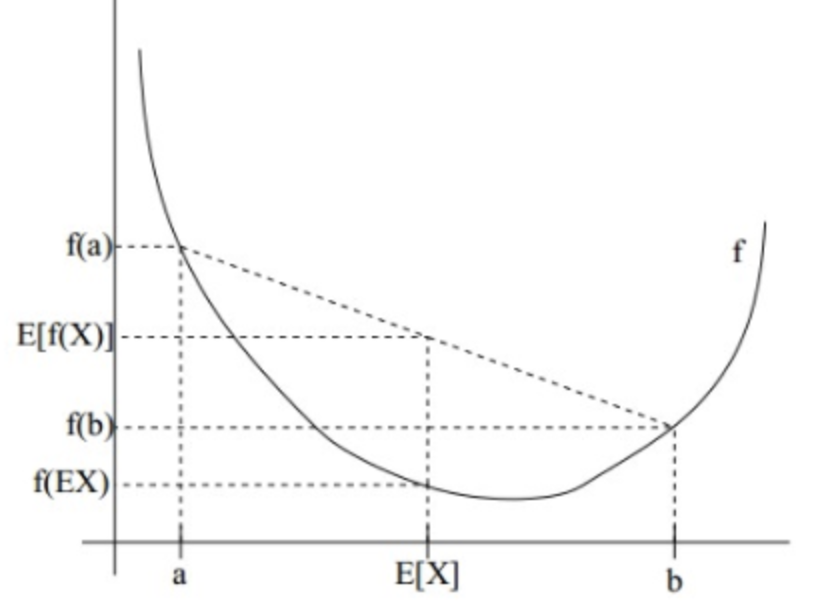 f(a)
f
E[f(X)]
f(b)
f(EX)
a
E[X]
b